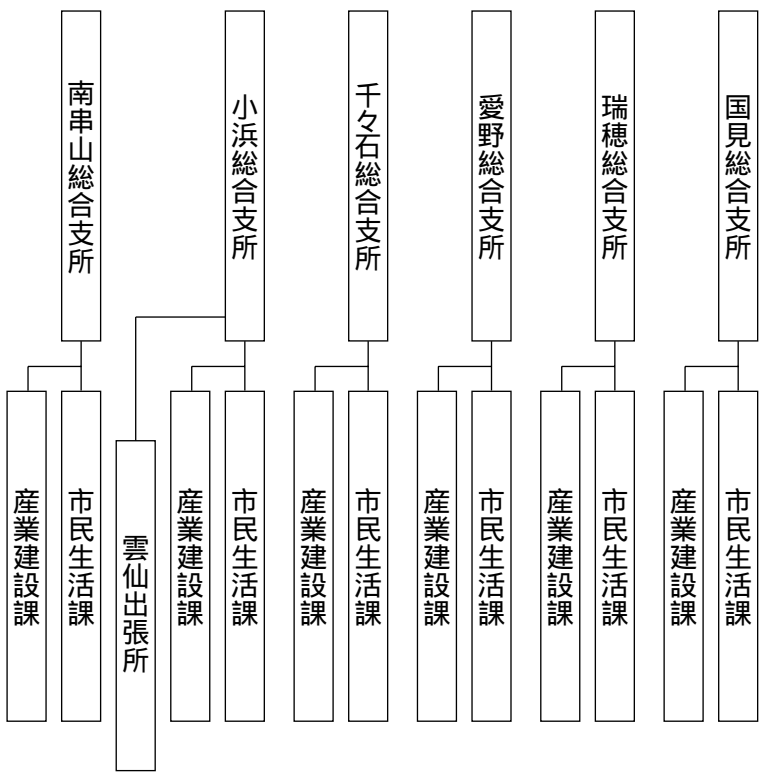 国見総合支所
瑞穂総合支所
愛野総合支所
千々石総合支所
小浜総合支所
南串山総合支所
市民生活課
産業建設課
市民生活課
産業建設課
市民生活課
産業建設課
市民生活課
産業建設課
市民生活課
産業建設課
雲仙出張所
市民生活課
産業建設課